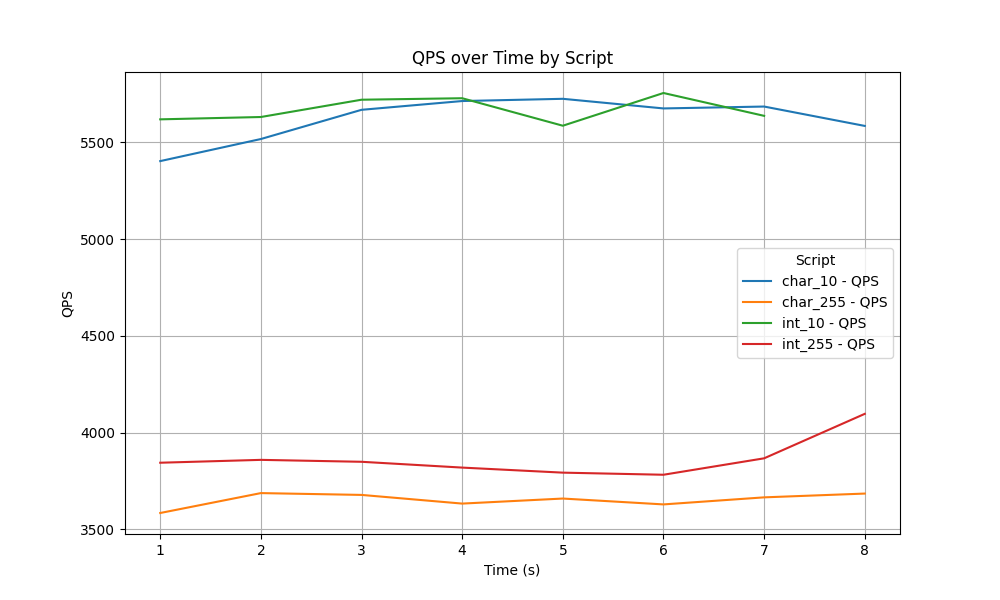 QPS over Time by Script
QPS
5500
5000
4500
4000
3500
Script
char_10 - QPS
char_255 - QPS
int_10 - QPS
int_255 - QPS
1 2 3 4 5 6 7 8
Time (s)